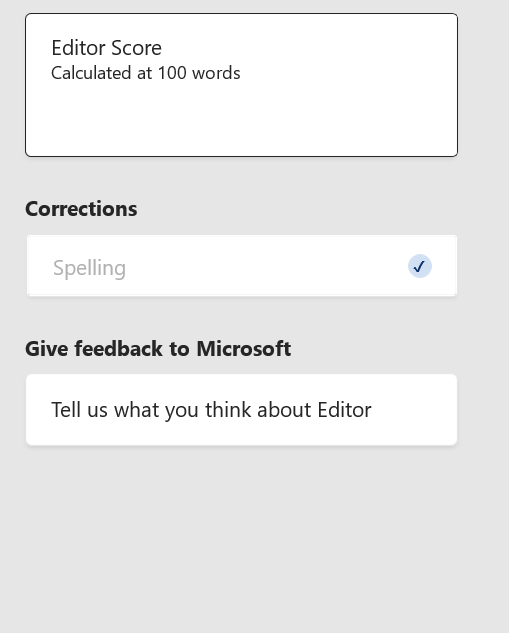 Editor Score
Calculated at 100 words
Corrections
Spelling
Give feedback to Microsoft
Tell us what you think about Editor